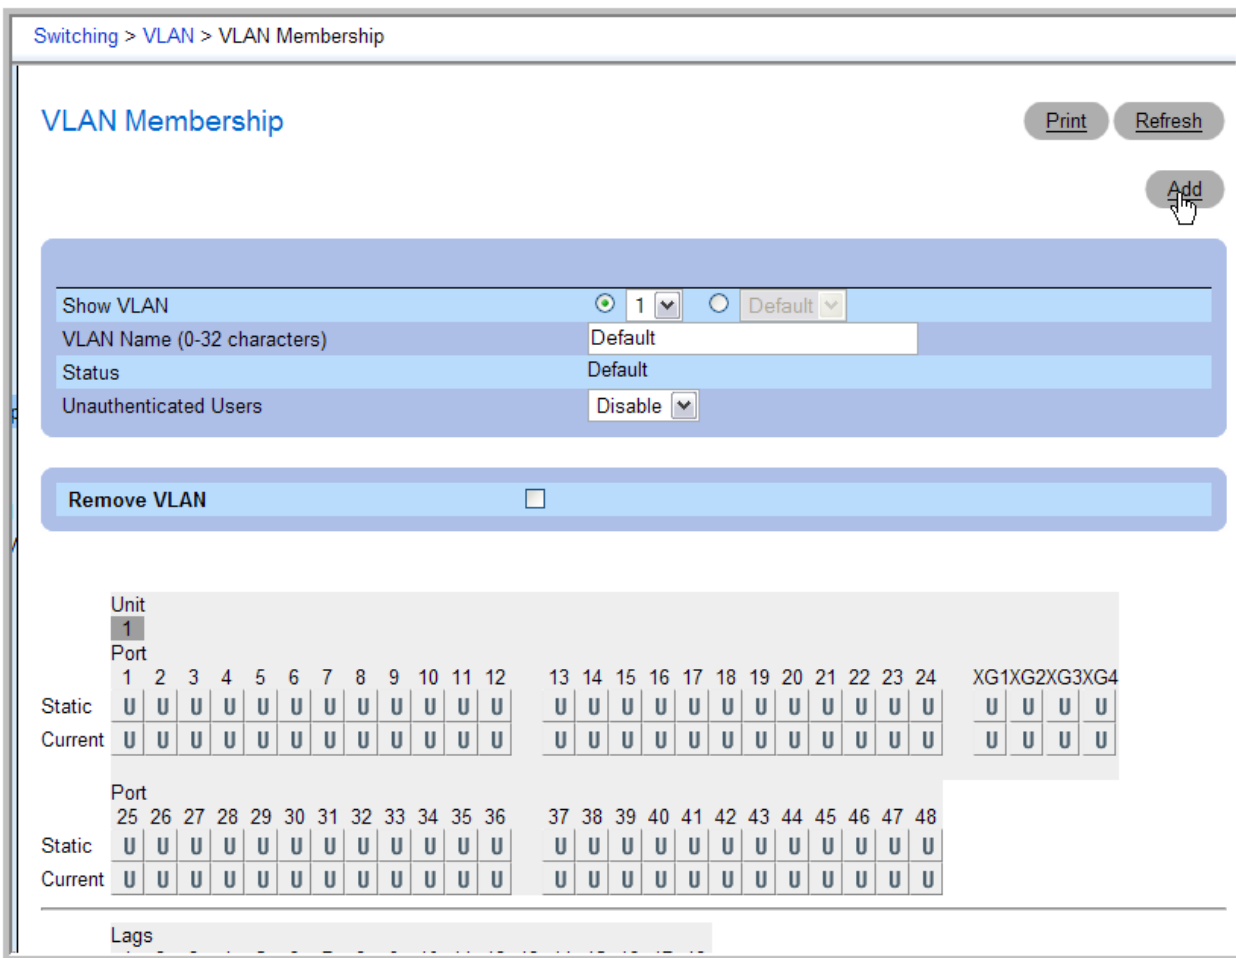 Switching > VLAN > VLAN Membership
VLAN Membership
Print Refresh
Add
Show VLAN 1 Default
VLAN Name (0-32 characters) Default
Status Default
Unauthenticated Users Disable
Remove VLAN
Unit
1
Port
1 2 3 4 5 6 7 8 9 10 11 12 13 14 15 16 17 18 19 20 21 22 23 24 XG1 XG2 XG3 XG4
Static U U U U U U U U U U U U U U U U U U U U U U U U U U U U
Current U U U U U U U U U U U U U U U U U U U U U U U U U U U U
Port
25 26 27 28 29 30 31 32 33 34 35 36 37 38 39 40 41 42 43 44 45 46 47 48
Static U U U U U U U U U U U U U U U U U U U U U U U U
Current U U U U U U U U U U U U U U U U U U U U U U U U
Lags